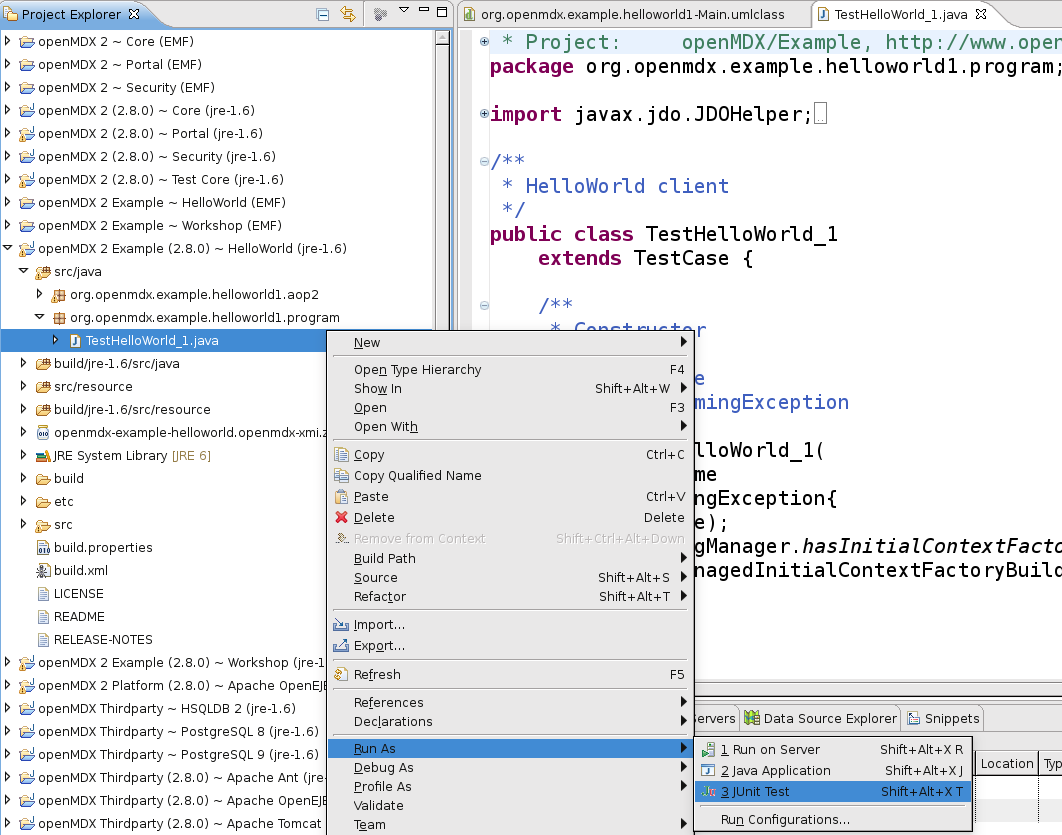 Project Explorer
openMDX 2 ~ Core (EMF)
openMDX 2 ~ Portal (EMF)
openMDX 2 ~ Security (EMF)
openMDX 2 (2.8.0) ~ Core (jre-1.6)
openMDX 2 (2.8.0) ~ Portal (jre-1.6)
openMDX 2 (2.8.0) ~ Security (jre-1.6)
openMDX 2 (2.8.0) ~ Test Core (jre-1.6)
openMDX 2 Example ~ HelloWorld (EMF)
openMDX 2 Example ~ Workshop (EMF)
openMDX 2 Example (2.8.0) ~ HelloWorld (jre-1.6)
src/java
org.openmdx.example.helloworld1.aop2
org.openmdx.example.helloworld1.program
TestHelloWorld_1.java
build/jre-1.6/src/java
src/resource
build/jre-1.6/src/resource
openmdx-example-helloworld.openmdx-xmi.z
JRE System Library [JRE 6]
build
etc
src
build.properties
build.xml
LICENSE
README
RELEASE-NOTES
openMDX 2 Example (2.8.0) ~ Workshop (jre-1
openMDX 2 Platform (2.8.0) ~ Apache OpenEJB
openMDX Thirdparty ~ HSQLDB 2 (jre-1.6)
openMDX Thirdparty ~ PostgreSQL 8 (jre-1.6)
openMDX Thirdparty ~ PostgreSQL 9 (jre-1.6)
openMDX Thirdparty (2.8.0) ~ Apache Ant (jre-
openMDX Thirdparty (2.8.0) ~ Apache OpenEJB
openMDX Thirdparty (2.8.0) ~ Apache Tomcat
org.openmdx.example.helloworld1-Main.umlclass
TestHelloWorld_1.java
* Project: openMDX/Example, http://www.open
package org.openmdx.example.helloworld1.program;
import javax.jdo.JDOHelper;
/**
* HelloWorld client
*/
public class TestHelloWorld_1
extends TestCase {
/**
* Constructor
e
mingException
lloWorld_1(
me
ngException{
e);
gManager.hasInitialContextFacto
nagedInitialContextFactoryBuild
New
Open Type Hierarchy F4
Show In Shift+Alt+W
Open F3
Open With
Copy Ctrl+C
Copy Qualified Name
Paste Ctrl+V
Delete Delete
Remove from Context Shift+Ctrl+Alt+Down
Build Path
Source Shift+Alt+S
Refactor Shift+Alt+T
Import...
Export...
Refresh F5
References
Declarations
Run As
Debug As
Profile As
Validate
Team
1 Run on Server Shift+Alt+X R
2 Java Application Shift+Alt+X J
3 JUnit Test Shift+Alt+X T
Run Configurations...
Servers
Data Source Explorer
Snippets
Location
Typ